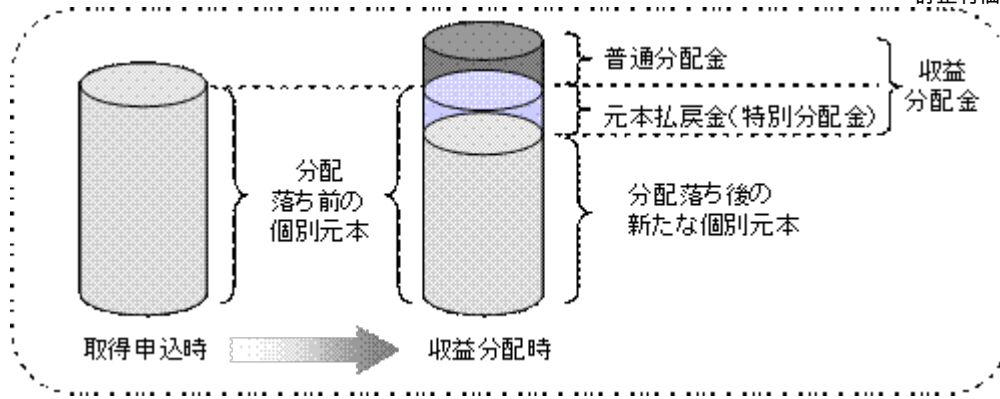 普通分配金
収益
分配金
元本払戻金(特別分配金)
分配
落ち前の
個別元本
分配落ち後の
新たな個別元本
取得申込時
収益分配時